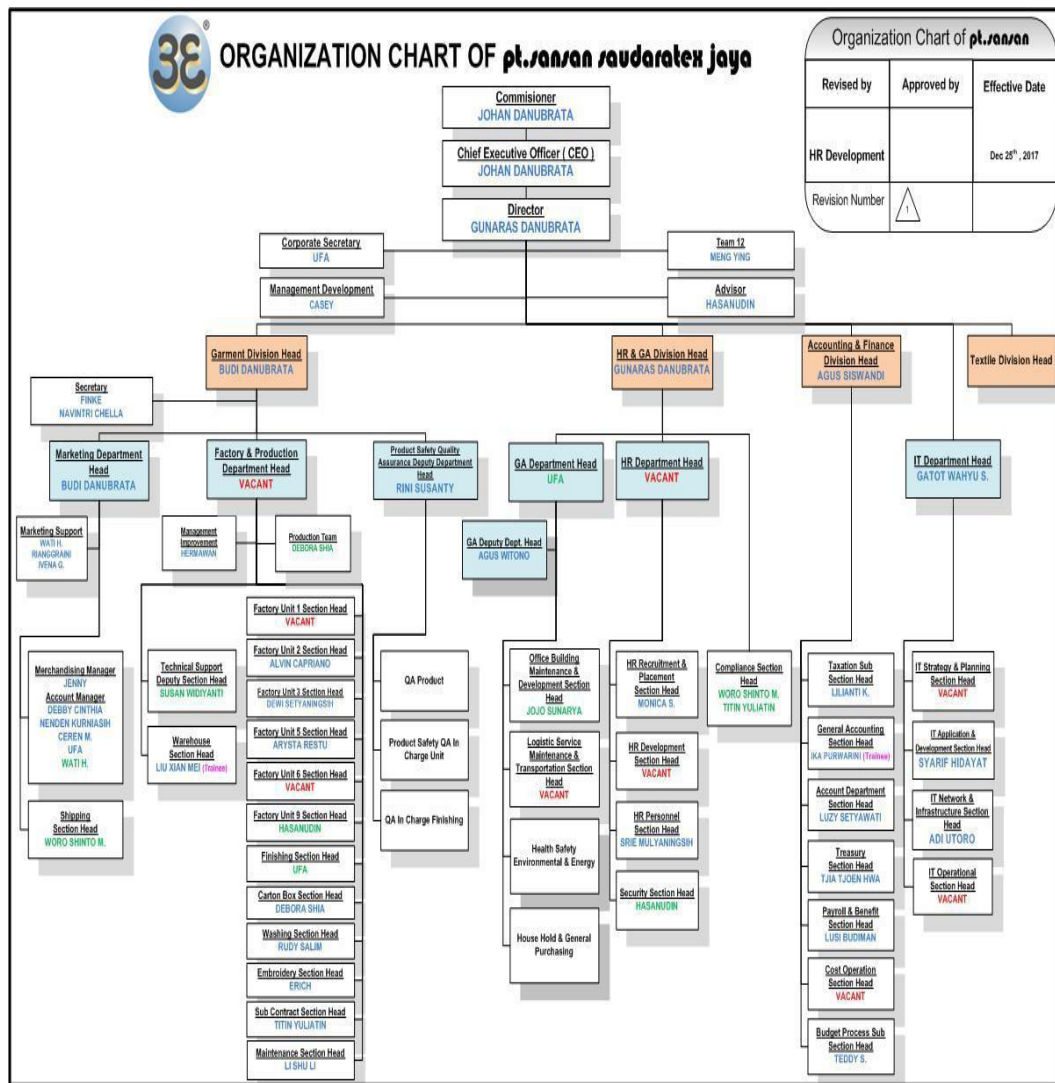 3E®
ORGANIZATION CHART OF pt.sansan saudaratex jaya
Organization Chart of pt.sansan
Revised by
Approved by
Effective Date
HR Development
Dec 25th , 2017
Revision Number
1
Commisioner
JOHAN DANUBRATA
Chief Executive Officer ( CEO )
JOHAN DANUBRATA
Director
GUNARAS DANUBRATA
Corporate Secretary
UFA
Team 12
MENG YING
Management Development
CASEY
Advisor
HASANUDIN
Garment Division Head
BUDI DANUBRATA
HR & GA Division Head
GUNARAS DANUBRATA
Accounting & Finance
Division Head
AGUS SISWANDI
Textile Division Head
Secretary
FINKE
NAVINTRI CHELLA
Marketing Department
Head
BUDI DANUBRATA
Factory & Production
Department Head
VACANT
Product Safety Quality
Assurance Deputy Department
Head
RINI SUSANTY
GA Department Head
UFA
HR Department Head
VACANT
IT Department Head
GATOT WAHYU S.
Marketing Support
WATI H.
RIANGGRAINI
IVENA G.
Management
Improvement
HERMAWAN
Production Team
DEBORA SHIA
GA Deputy Dept. Head
AGUS WITONO
Merchandising Manager
JENNY
Account Manager
DEBBY CINTHIA
NENDEN KURNIASIH
CEREN M.
UFA
WATI H.
Shipping
Section Head
WORO SHINTO M.
Technical Support
Deputy Section Head
SUSAN WIDIYANTI
Warehouse
Section Head
LIU XIAN MEI (Trainee)
Factory Unit 1 Section Head
VACANT
Factory Unit 2 Section Head
ALVIN CAPRIANO
Factory Unit 3 Section Head
DEWI SETYANINGSIH
Factory Unit 5 Section Head
ARYSTA RESTU
Factory Unit 6 Section Head
VACANT
Factory Unit 9 Section Head
HASANUDIN
Finishing Section Head
UFA
Carton Box Section Head
DEBORA SHIA
Washing Section Head
RUDY SALIM
Embroidery Section Head
ERICH
Sub Contract Section Head
TITIN YULIATIN
Maintenance Section Head
LI SHU LI
QA Product
Product Safety QA In
Charge Unit
QA In Charge Finishing
Office Building
Maintenance &
Development Section
Head
JOJO SUNARYA
Logistic Service
Maintenance &
Transportation Section
Head
VACANT
Health Safety
Environmental & Energy
House Hold & General
Purchasing
HR Recruitment &
Placement
Section Head
MONICA S.
HR Development
Section Head
VACANT
HR Personnel
Section Head
SRIE MULYANINGSIH
Security Section Head
HASANUDIN
Compliance Section
Head
WORO SHINTO M.
TITIN YULIATIN
Taxation Sub
Section Head
LILIANTI K.
General Accounting
Section Head
IKA PURWARINI (Trainee)
Account Department
Section Head
LUZY SETYAWATI
Treasury
Section Head
TJIA TJOEN HWA
Payroll & Benefit
Section Head
LUSI BUDIMAN
Cost Operation
Section Head
VACANT
Budget Process Sub
Section Head
TEDDY S.
IT Strategy & Planning
Section Head
VACANT
IT Application
& Development Section Head
SYARIF HIDAYAT
IT Network &
Infrastructure Section
Head
ADI UTORO
IT Operational
Section Head
VACANT